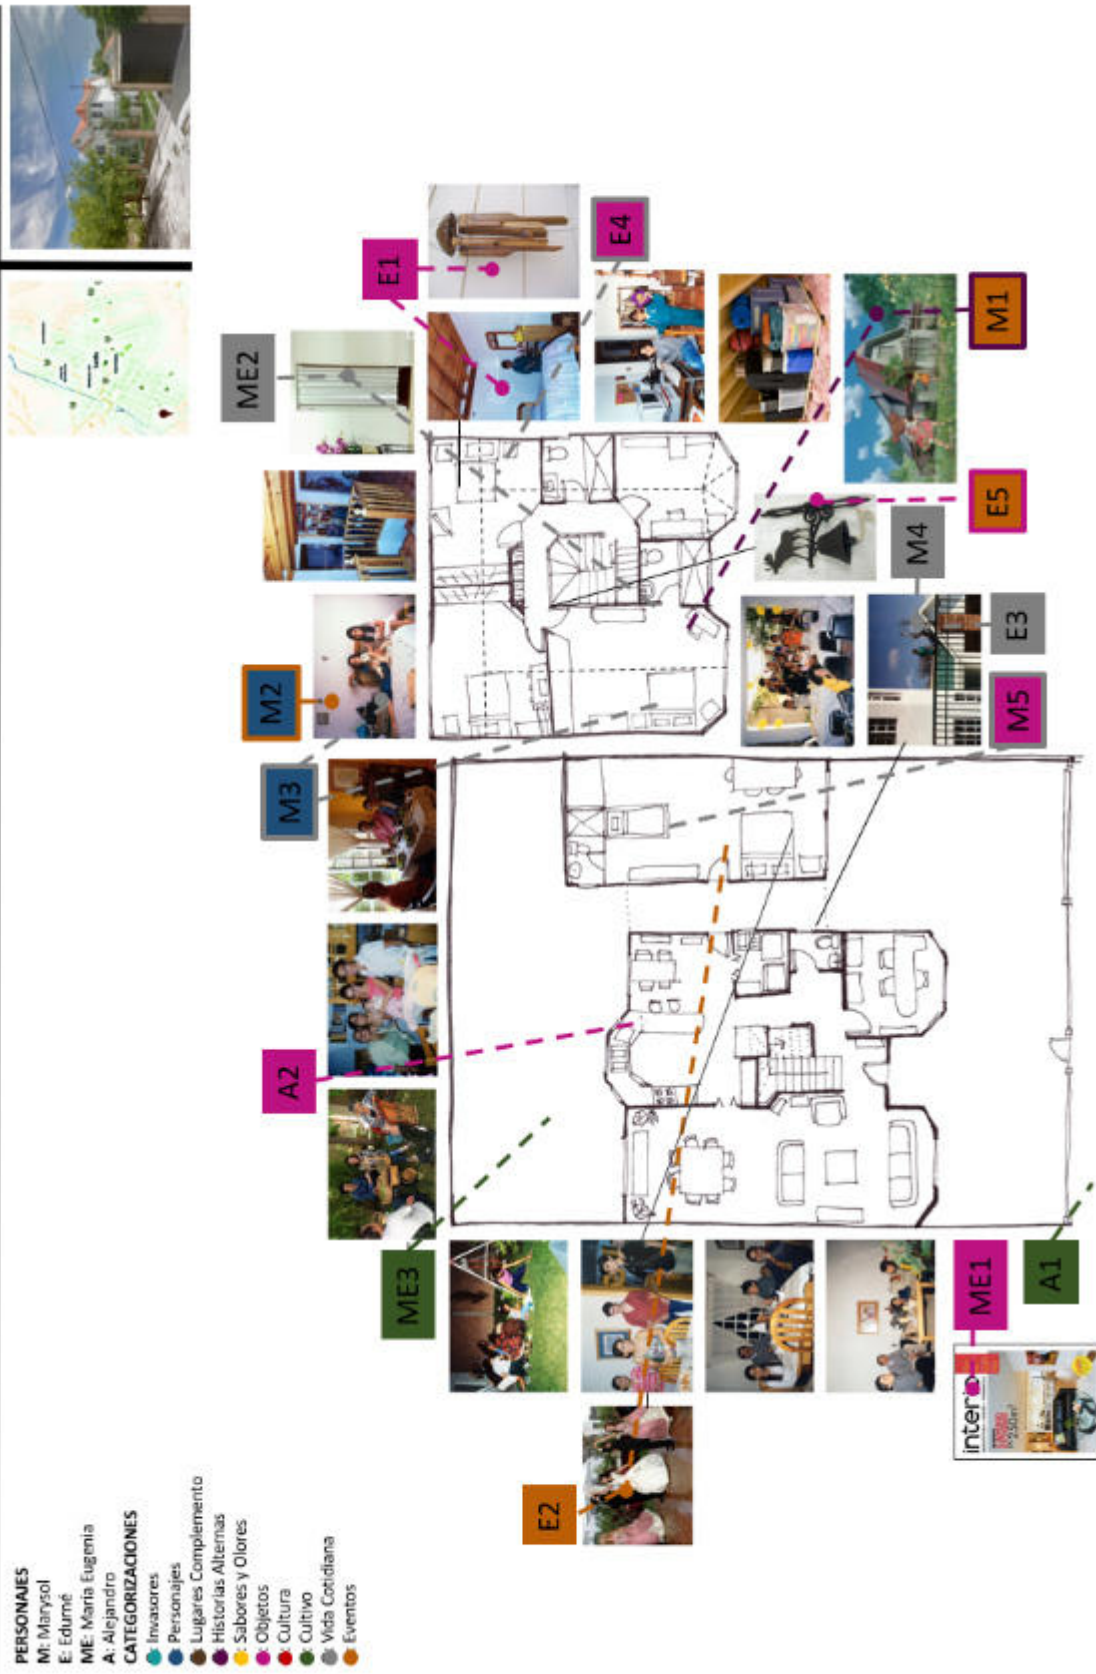 PERSONAJES
M: Marysol
E: Edurné
ME: María Eugenia
A: Alejandro
CATEGORIZACIONES
Invasores
Personajes
Lugares Complemento
Historias Alternas
Sabores y Olores
Objetos
Cultura
Cultivo
Vida Cotidiana
Eventos
ME2
E1
E4
M2
M3
M1
E5
M4
E3
M5
A2
ME3
E2
ME1
A1